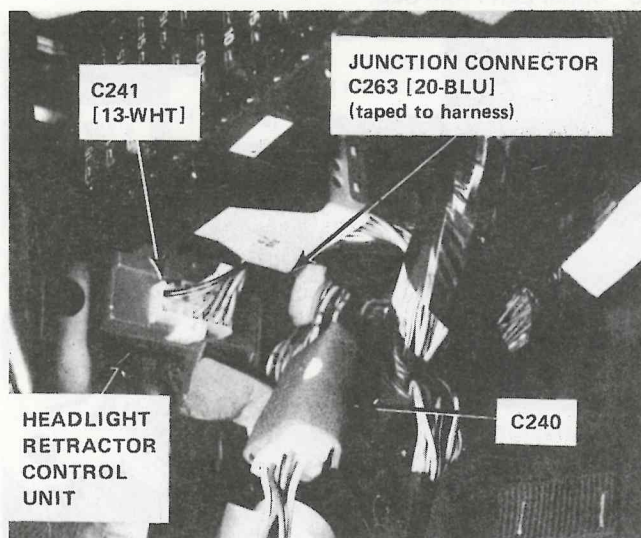 C241
[13-WHT]
JUNCTION CONNECTOR
C263 [20-BLU]
(taped to harness)
HEADLIGHT
RETRACTOR
CONTROL
UNIT
C240